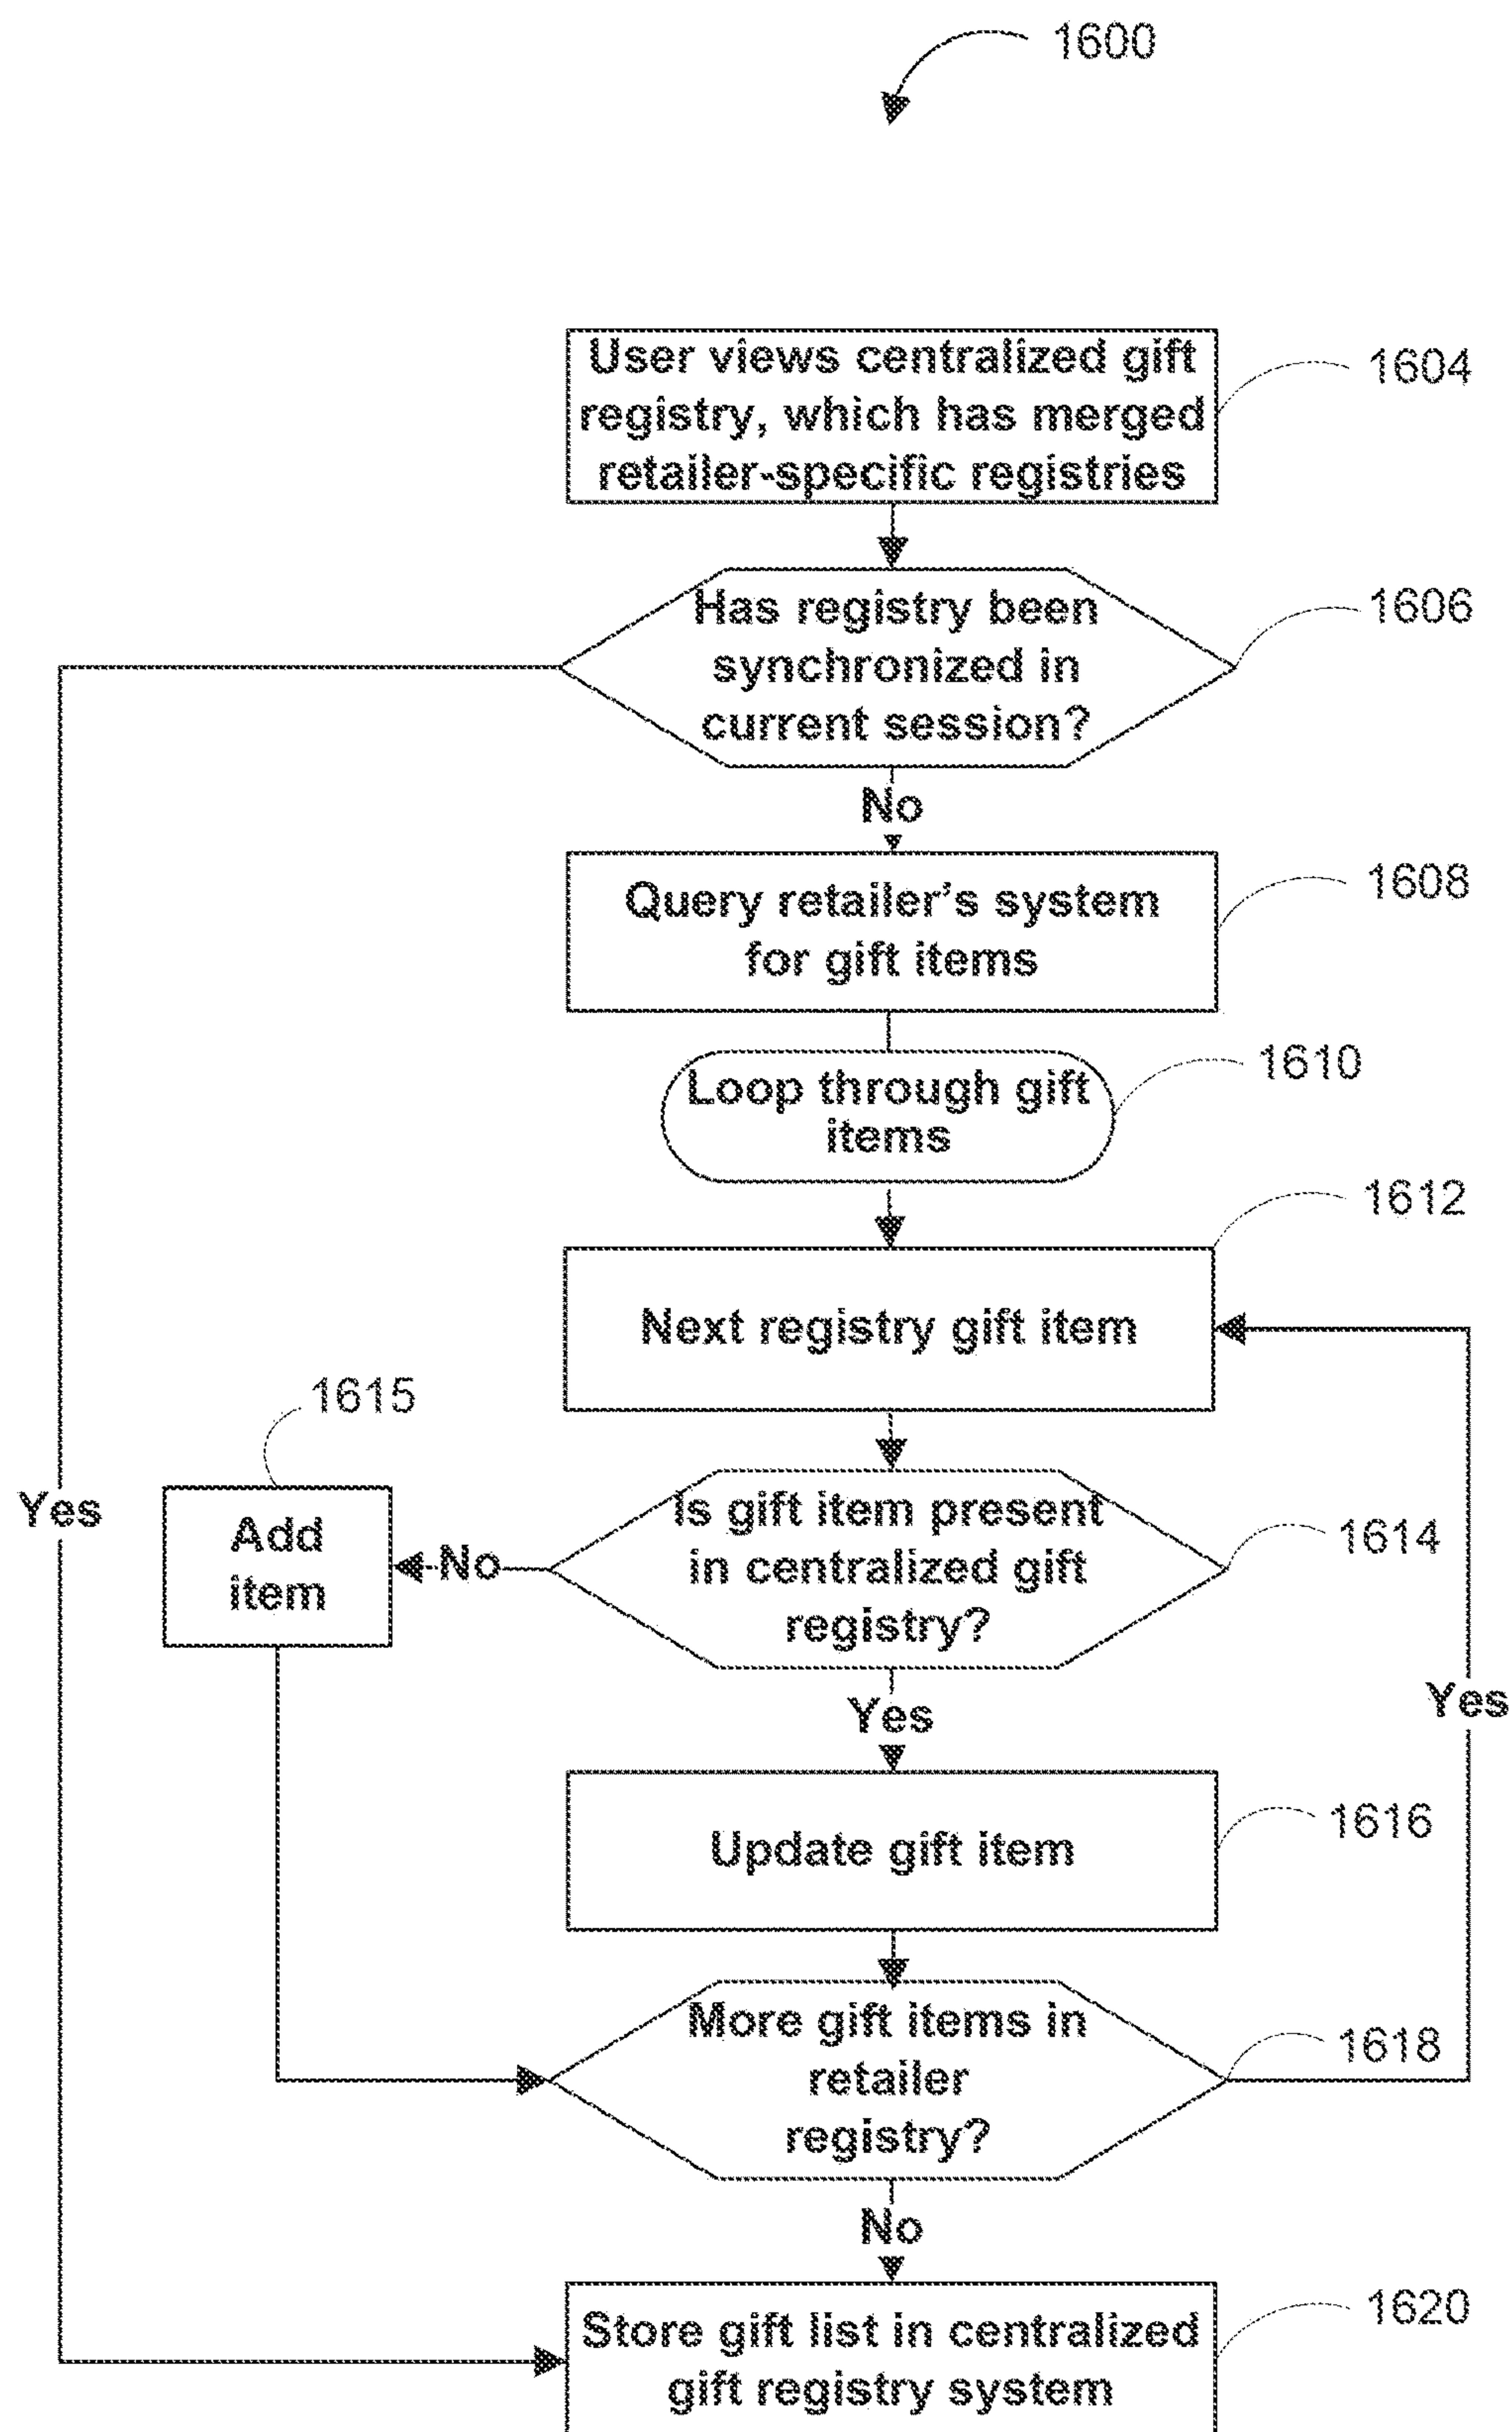 1600
User views centralized gift
registry, which has merged
retailer-specific registries
1604
Has registry been
synchronized in
current session?
1606
No
Query retailer's system
for gift items
1608
Loop through gift
items
1610
1612
Next registry gift item
1615
Yes
Add
item
No
Is gift item present
in centralized gift
registry?
1614
Yes
Yes
Update gift item
1616
More gift items in
retailer
registry?
1618
No
Store gift list in centralized
gift registry system
1620